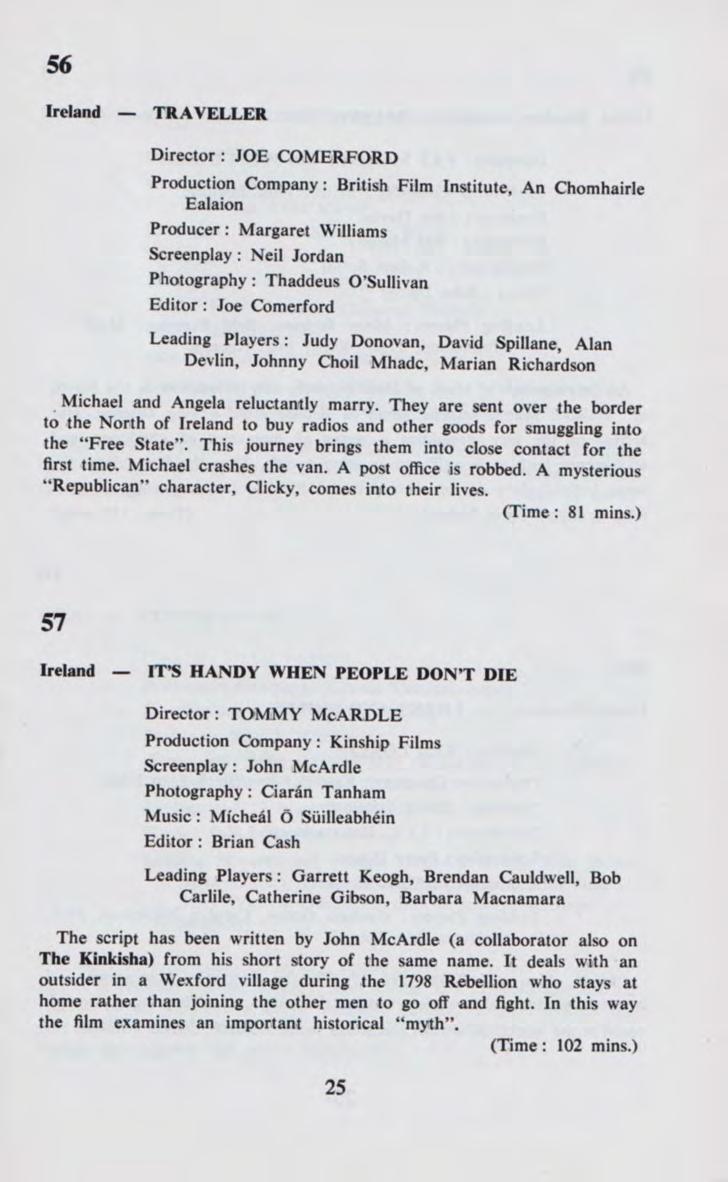 56
Ireland — TRAVELLER
Director : JOE COMERFORD
Production Company : British Film Institute, An Chomhairle
Ealaion
Producer : Margaret Williams
Screenplay : Neil Jordan
Photography : Thaddeus O'Sullivan
Editor : Joe Comerford
Leading Players : Judy Donovan, David Spillane, Alan
Devlin, Johnny Choil Mhadc, Marian Richardson
Michael and Angela reluctantly marry. They are sent over the border
to the North of Ireland to buy radios and other goods for smuggling into
the “Free State”. This journey brings them into close contact for the
first time. Michael crashes the van. A post office is robbed. A mysterious
“Republican” character, Clicky, comes into their lives.
(Time : 81 mins.)
57
Ireland — IT'S HANDY WHEN PEOPLE DON'T DIE
Director : TOMMY McARDLE
Production Company : Kinship Films
Screenplay : John McArdle
Photography : Ciarán Tanham
Music : Mícheál Ō Süilleabhéin
Editor : Brian Cash
Leading Players : Garrett Keogh, Brendan Cauldwell, Bob
Carlile, Catherine Gibson, Barbara Macnamara
The script has been written by John McArdle (a collaborator also on
The Kinkisha) from his short story of the same name. It deals with an
outsider in a Wexford village during the 1798 Rebellion who stays at
home rather than joining the other men to go off and fight. In this way
the film examines an important historical “myth”.
(Time : 102 mins.)
25